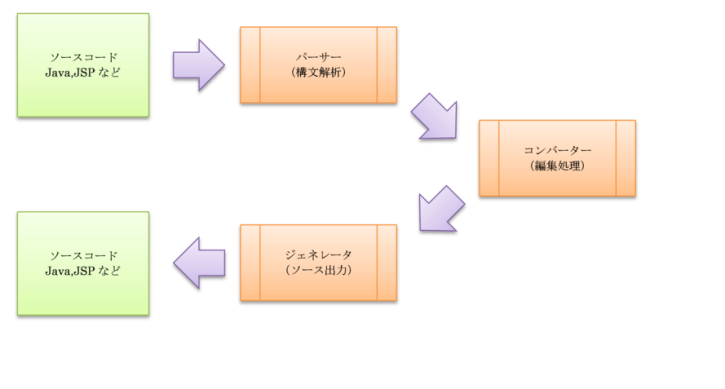 ソースコード
Java,JSP など
パーサー
（構文解析）
コンバーター
（編集処理）
ジェネレータ
（ソース出力）
ソースコード
Java,JSP など